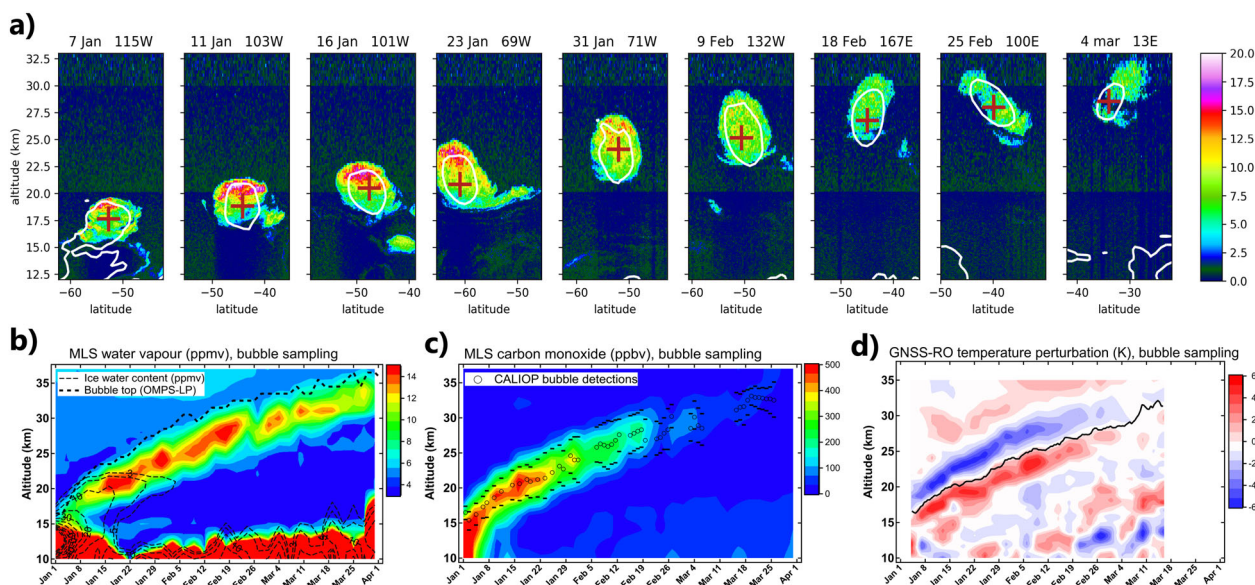 a)
7 Jan 115W
11 Jan 103W
16 Jan 101W
23 Jan 69W
31 Jan 71W
9 Feb 132W
18 Feb 167E
25 Feb 100E
4 mar 13E
altitude (km)
32.5
30.0
27.5
25.0
22.5
20.0
17.5
15.0
12.5
−60 −50
−50 −40
−50 −40
−60 −50
−60 −50
−60 −50
−50 −40
−50 −40
−40 −30
latitude latitude latitude latitude latitude latitude latitude latitude latitude
20.0
17.5
15.0
12.5
10.0
7.5
5.0
2.5
0.0
b)
MLS water vapour (ppmv), bubble sampling
Ice water content (ppmv)
Bubble top (OMPS-LP)
Altitude (km)
35
30
25
20
15
10
Jan 1 Jan 8 Jan 15 Jan 22 Jan 29 Feb 5 Feb 12 Feb 19 Feb 26 Mar 4 Mar 11 Mar 18 Mar 25 Apr 1
14
12
10
8
6
4
c)
MLS carbon monoxide (ppbv), bubble sampling
CALIOP bubble detections
Altitude (km)
40
35
30
25
20
15
10
Jan 1 Jan 8 Jan 15 Jan 22 Jan 29 Feb 5 Feb 12 Feb 19 Feb 26 Mar 4 Mar 11 Mar 18 Mar 25 Apr 1
500
400
300
200
100
0
d)
GNSS-RO temperature perturbation (K), bubble sampling
Altitude (km)
35
30
25
20
15
10
Jan 1 Jan 8 Jan 15 Jan 22 Jan 29 Feb 5 Feb 12 Feb 19 Feb 26 Mar 4 Mar 11 Mar 18 Mar 25 Apr 1
6
4
2
0
-2
-4
-6